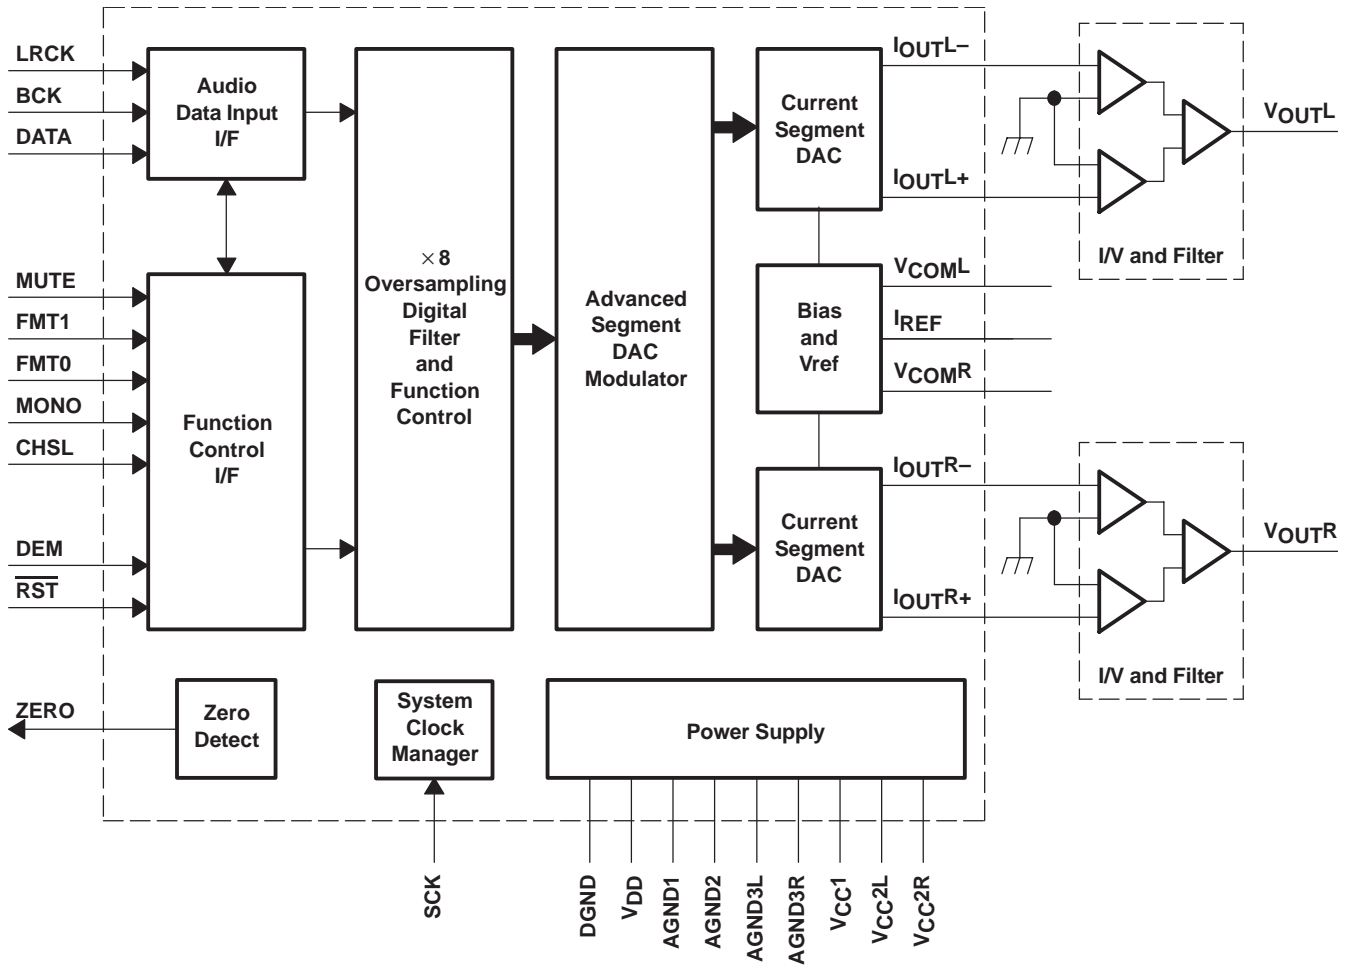 LRCK
BCK
DATA
MUTE
FMT1
FMT0
MONO
CHSL
DEM
RST
ZERO
Audio
Data Input
I/F
Function
Control
I/F
×8
Oversampling
Digital
Filter
and
Function
Control
Advanced
Segment
DAC
Modulator
Current
Segment
DAC
Bias
and
Vref
Current
Segment
DAC
IOUTL–
IOUTL+
VCOML
IREF
VCOMR
IOUTR–
IOUTR+
VOUTL
I/V and Filter
VOUTR
I/V and Filter
Zero
Detect
System
Clock
Manager
Power Supply
SCK
DGND
VDD
AGND1
AGND2
AGND3L
AGND3R
VCC1
VCC2L
VCC2R